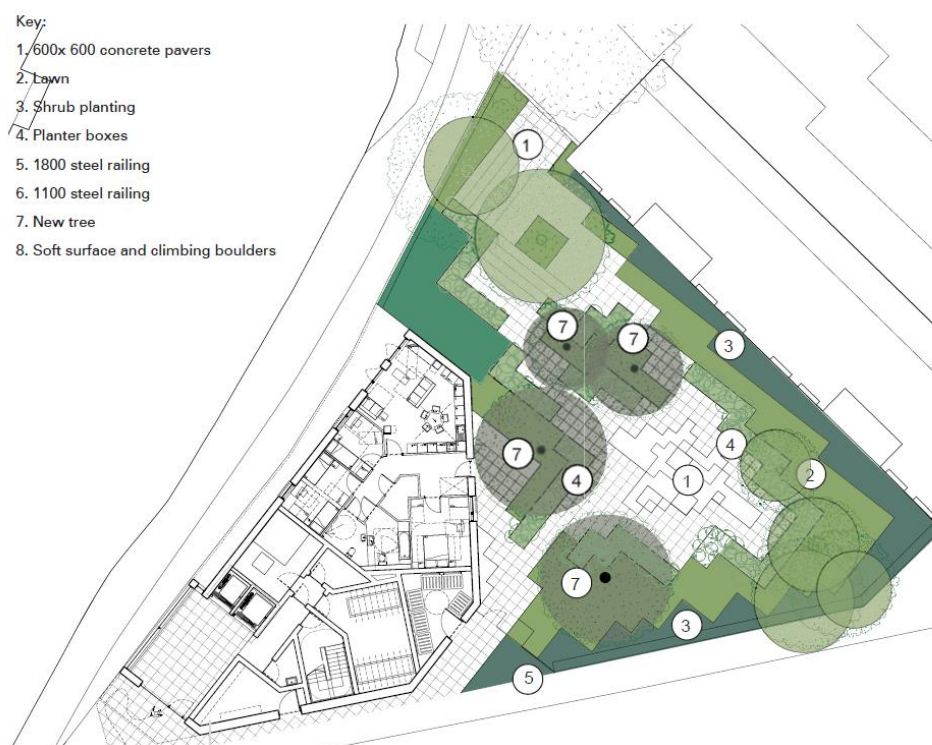 Key:
1. 600x 600 concrete pavers
2. Lawn
3. Shrub planting
4. Planter boxes
5. 1800 steel railing
6. 1100 steel railing
7. New tree
8. Soft surface and climbing boulders
1
7
7
3
7
4
4
1
2
7
3
5